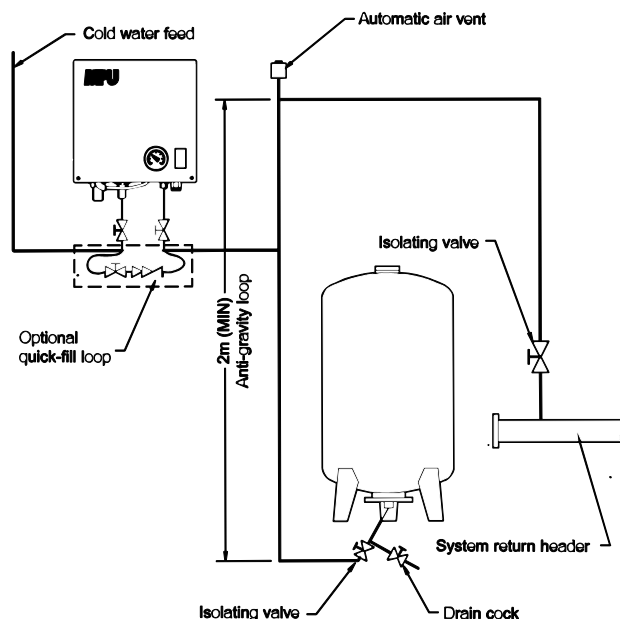 Automatic air vent
Cold water feed
MPU
Isolating valve
2m (MIN)
Anti-gravity loop
Optional
quick-fill loop
System return header
Isolating valve
Drain cock